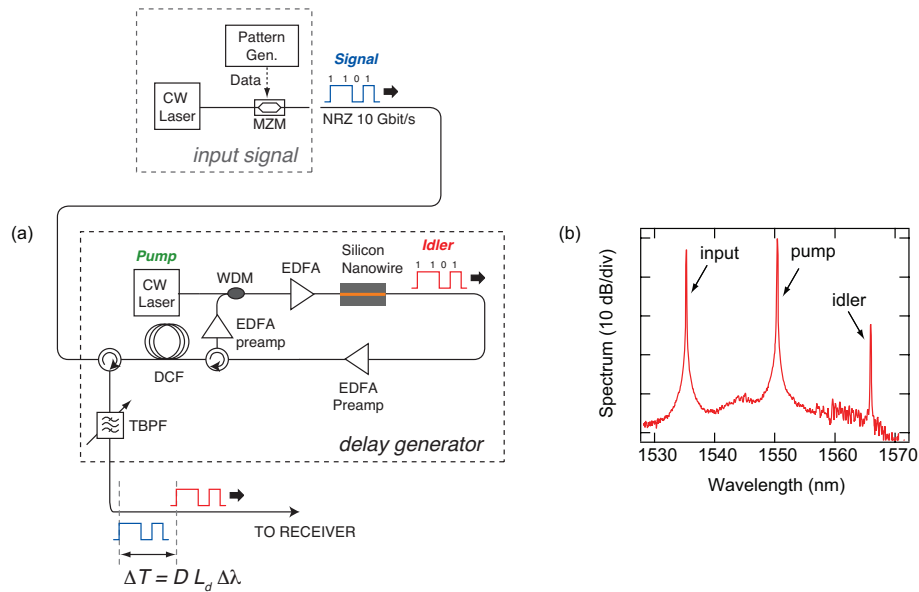 (a)
Pattern
Gen.
Data
CW
Laser
MZM
input signal
Signal
1 1 0 1
NRZ 10 Gbit/s
Pump
CW
Laser
WDM
EDFA
Silicon
Nanowire
Idler
1 1 0 1
EDFA
preamp
DCF
EDFA
Preamp
TBPF
delay generator
TO RECEIVER
ΔT = D L_d Δλ
(b)
Spectrum (10 dB/div)
input
pump
idler
1530 1540 1550 1560 1570
Wavelength (nm)